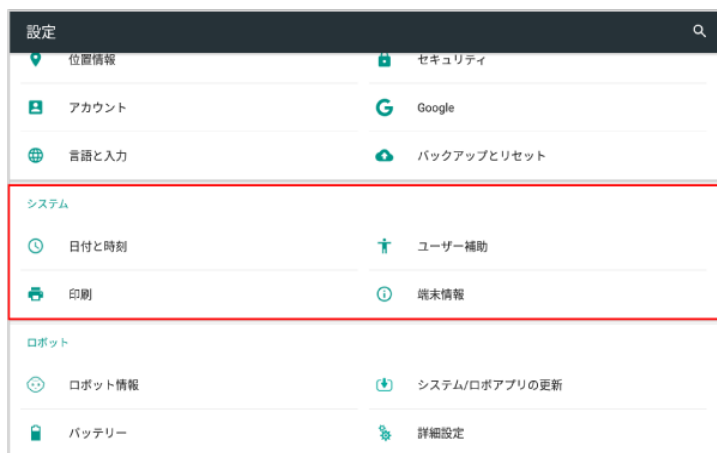 設定
位置情報 セキュリティ
アカウント Google
言語と入力 バックアップとリセット
システム
日付と時刻 ユーザー補助
印刷 端末情報
ロボット
ロボット情報 システム/ロボアプリの更新
バッテリー 詳細設定